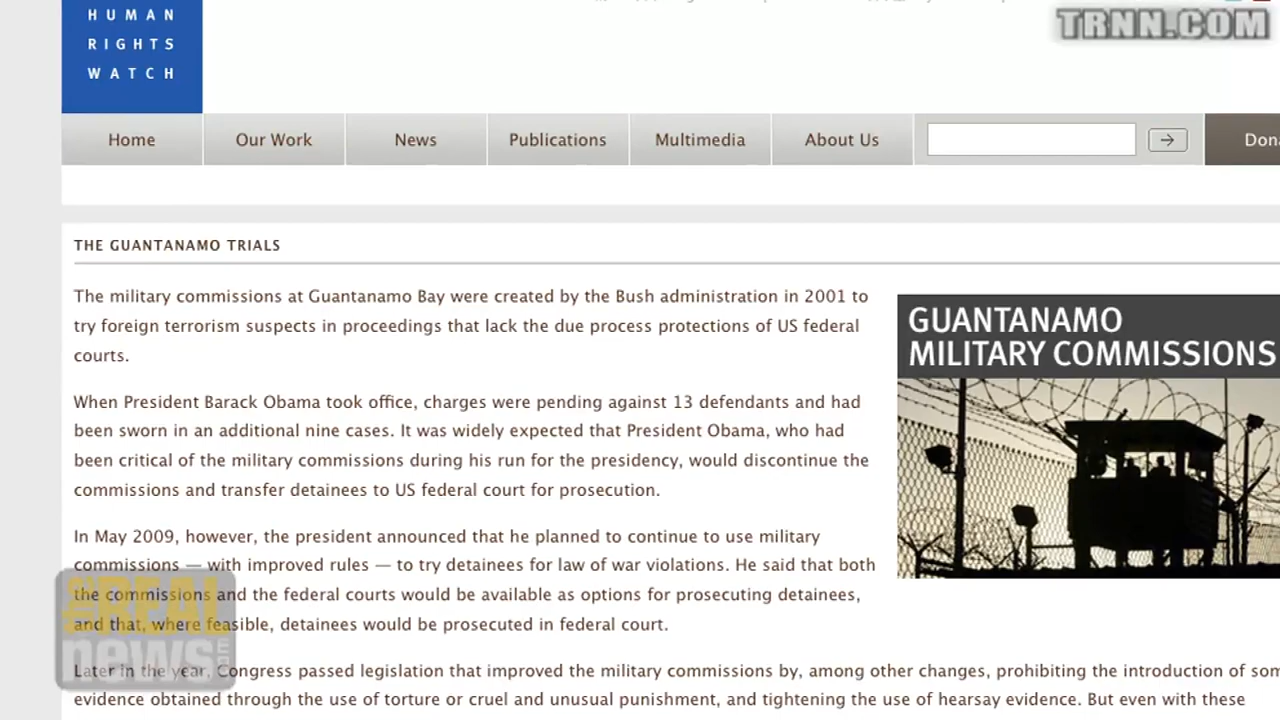 HUMAN
RIGHTS
WATCH
TRNN.COM
Home
Our Work
News
Publications
Multimedia
About Us
THE GUANTANAMO TRIALS
The military commissions at Guantanamo Bay were created by the Bush administration in 2001 to
try foreign terrorism suspects in proceedings that lack the due process protections of US federal
courts.
When President Barack Obama took office, charges were pending against 13 defendants and had
been sworn in an additional nine cases. It was widely expected that President Obama, who had
been critical of the military commissions during his run for the presidency, would discontinue the
commissions and transfer detainees to US federal court for prosecution.
In May 2009, however, the president announced that he planned to continue to use military
commissions — with improved rules — to try detainees for law of war violations. He said that both
the commissions and the federal courts would be available as options for prosecuting detainees,
and that, where feasible, detainees would be prosecuted in federal court.
Later in the year, Congress passed legislation that improved the military commissions by, among other changes, prohibiting the introduction of
evidence obtained through the use of torture or cruel and unusual punishment, and tightening the use of hearsay evidence. But even with these
GUANTANAMO
MILITARY COMMISSIONS
the REAL
news.com